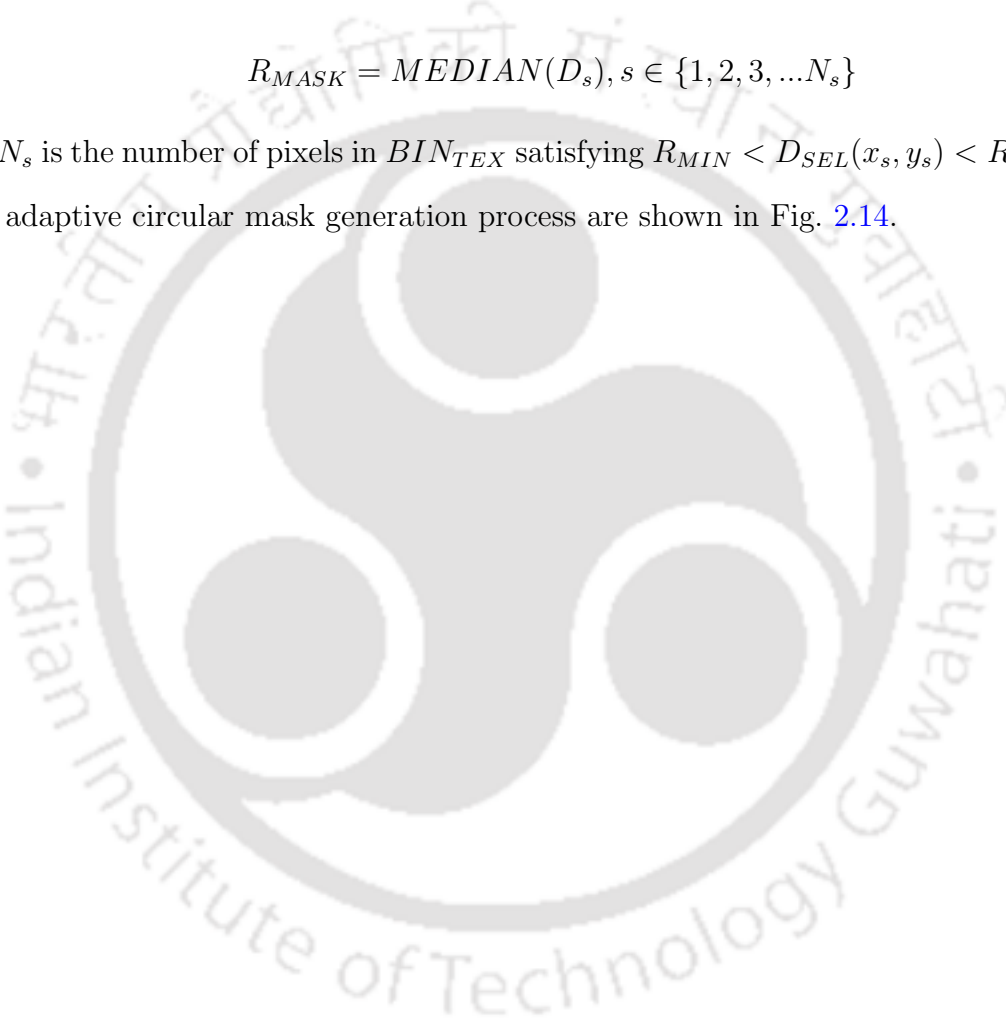 R_{MASK} = MEDIAN(D_s), s ∈ {1, 2, 3, ...N_s}
N_s is the number of pixels in BIN_{TEX} satisfying R_{MIN} < D_{SEL}(x_s, y_s) < R
adaptive circular mask generation process are shown in Fig. 2.14.
भारतीय प्रौद्योगिकी संस्थान गुवाहाटी
• Indian Institute of Technology Guwahati •